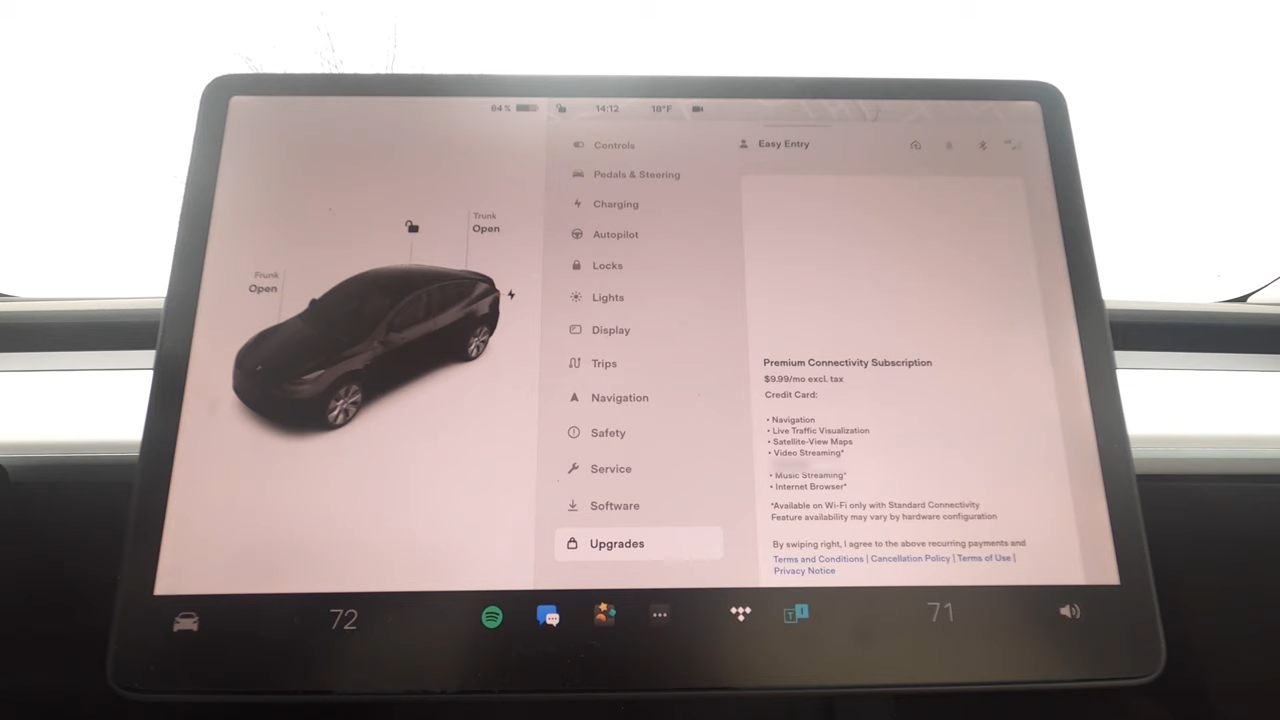 64 %
14:12
18°F
Trunk
Open
Frunk
Open
Controls
Pedals & Steering
Charging
Autopilot
Locks
Lights
Display
Trips
Navigation
Safety
Service
Software
Upgrades
Easy Entry
Premium Connectivity Subscription
$9.99/mo excl. tax
Credit Card:
• Navigation
• Live Traffic Visualization
• Satellite-View Maps
• Video Streaming*
• Music Streaming*
• Internet Browser*
*Available on Wi-Fi only with Standard Connectivity
Feature availability may vary by hardware configuration
By swiping right, I agree to the above recurring payments and
Terms and Conditions | Cancellation Policy | Terms of Use |
Privacy Notice
72
T I
71